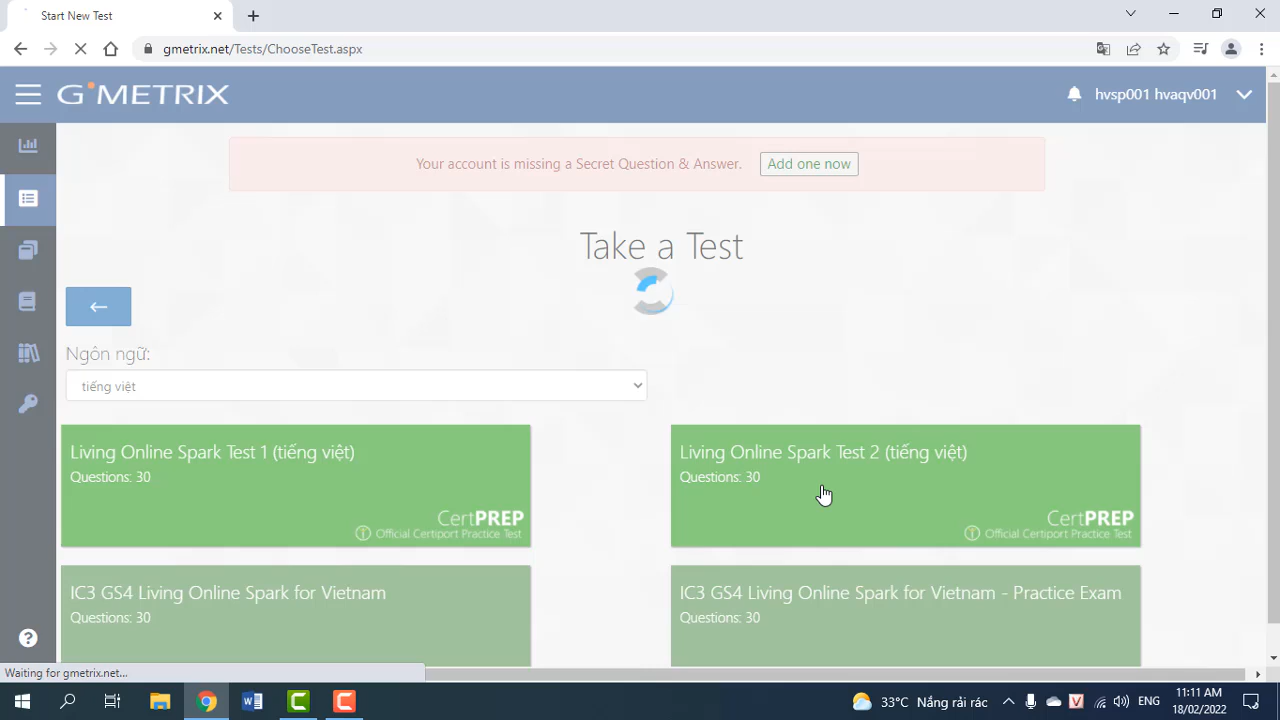 Start New Test
gmetrix.net/Tests/ChooseTest.aspx
G METRIX
hvsp001 hvaqv001
Your account is missing a Secret Question & Answer.
Add one now
Take a Test
Ngôn ngữ:
tiếng việt
Living Online Spark Test 1 (tiếng việt)
Questions: 30
CertPREP
Official Certiport Practice Test
Living Online Spark Test 2 (tiếng việt)
Questions: 30
CertPREP
Official Certiport Practice Test
IC3 GS4 Living Online Spark for Vietnam
Questions: 30
IC3 GS4 Living Online Spark for Vietnam - Practice Exam
Questions: 30
Waiting for gmetrix.net...
33°C Nắng rải rác
ENG
11:11 AM
18/02/2022